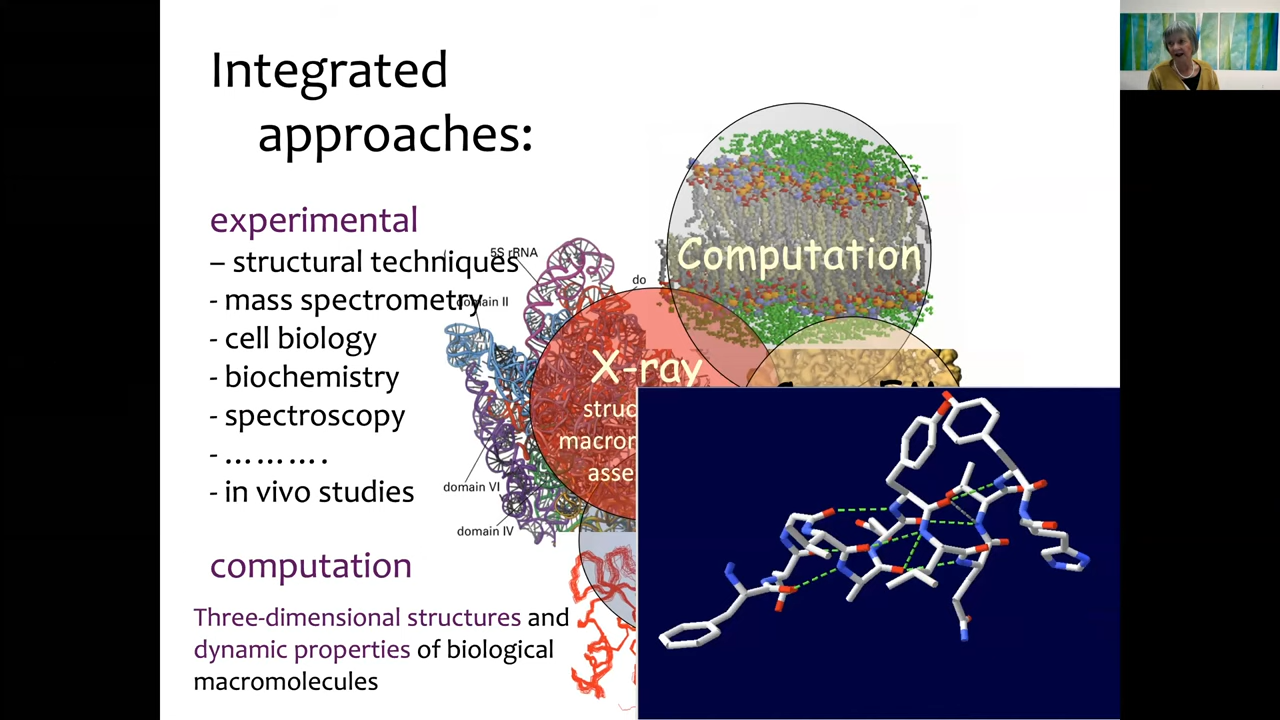 Integrated
approaches:
experimental
– structural techniques
- mass spectrometry
- cell biology
- biochemistry
- spectroscopy
- ……….
- in vivo studies
computation
Three-dimensional structures and
dynamic properties of biological
macromolecules
5S rRNA
domain II
do
Computation
X-ray
struc
macror
asse
domain VI
domain IV